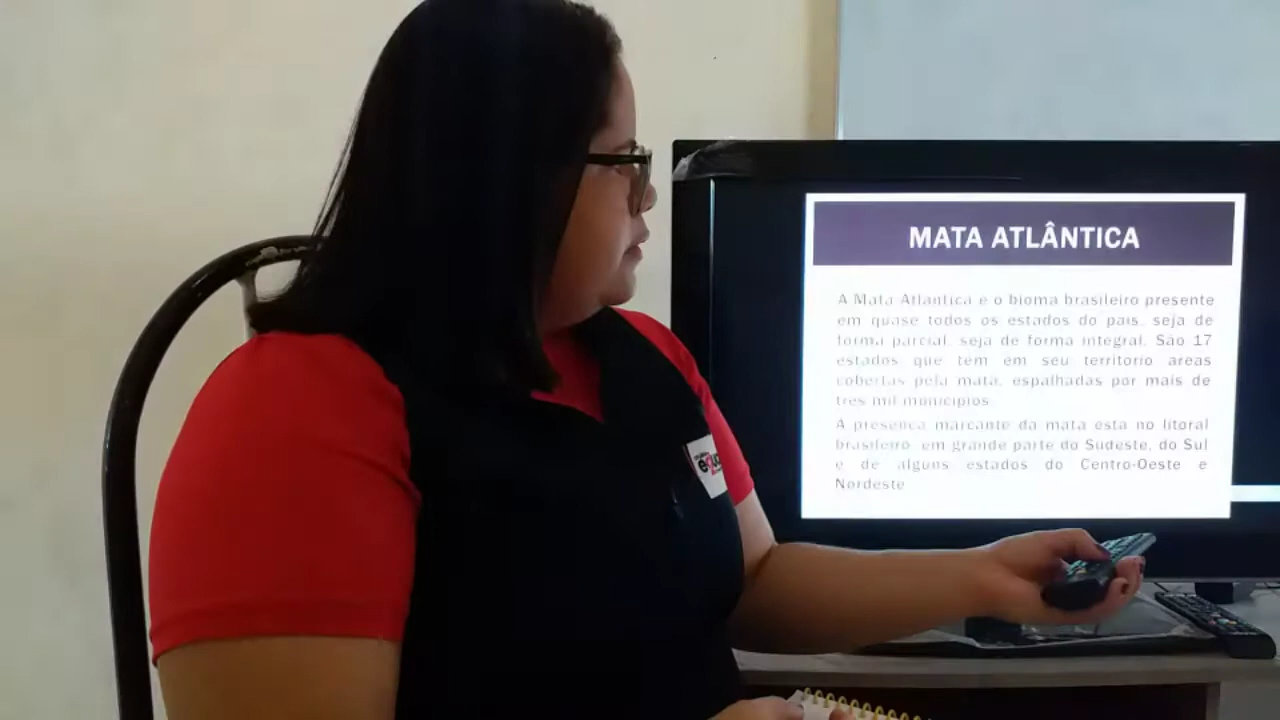 MATA ATLÂNTICA
A Mata Atlantica e o bioma brasileiro presente
em quase todos os estados do pais, seja de
forma parcial, seja de forma integral. São 17
estados que tem em seu territorio areas
cobertas pela mata, espalhadas por mais de
tres mil municipios.
A presença marcante da mata esta no litoral
brasileiro, em grande parte do Sudeste, do Sul
e de alguns estados do Centro-Oeste e
Nordeste